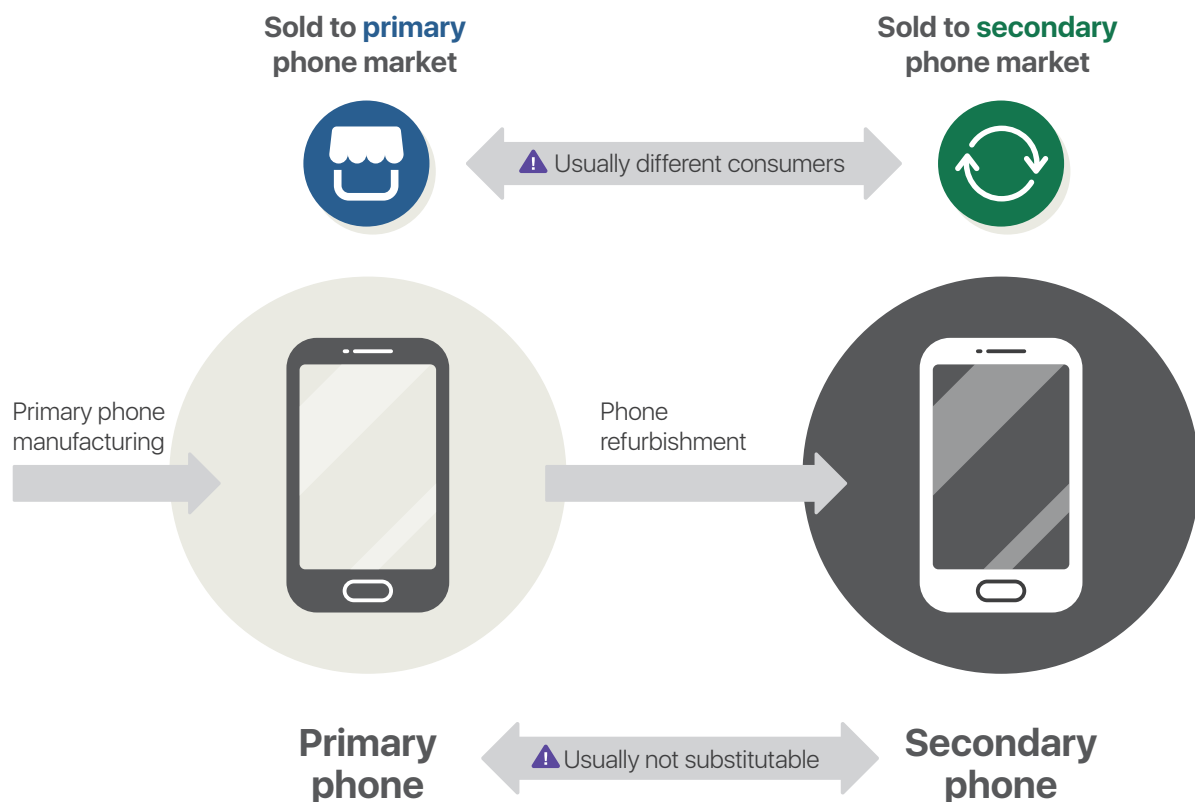 Sold to primary
phone market
Sold to secondary
phone market
Usually different consumers
Primary phone
manufacturing
Phone
refurbishment
Primary
phone
Usually not substitutable
Secondary
phone